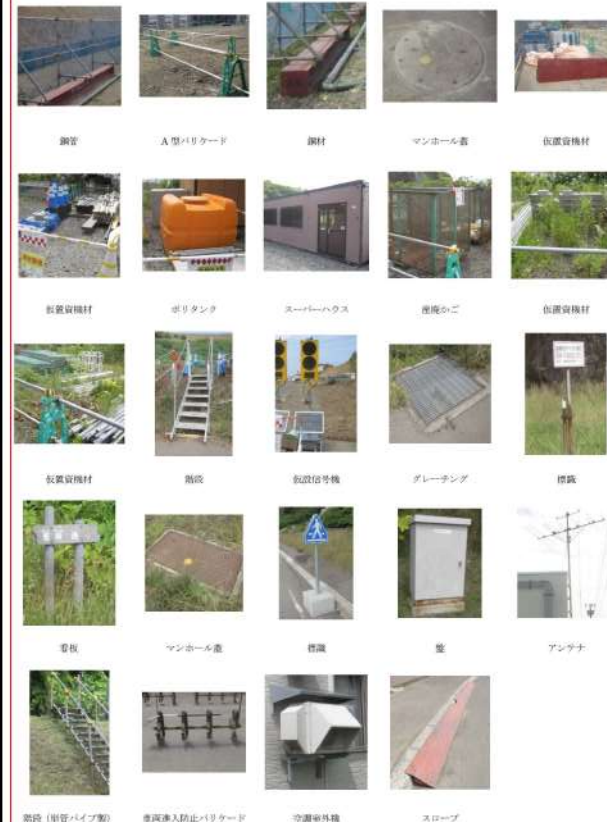 鋼管
A型バリケード
鋼材
マンホール蓋
仮置資機材
仮置資機材
ポリタンク
スーパーハウス
産廃かご
仮置資機材
仮置資機材
階段
仮設信号機
グレーチング
標識
看板
マンホール蓋
標識
盤
アンテナ
階段（単管パイプ製）
車両進入防止バリケード
空調室外機
スロープ